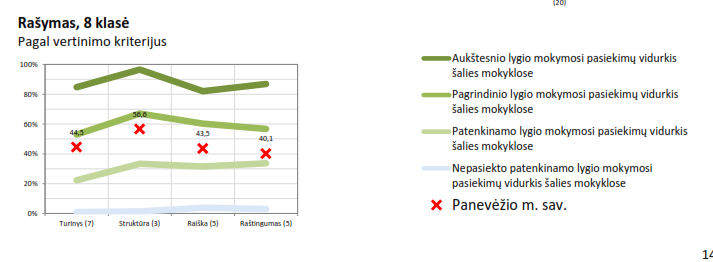 (20)
Rašymas, 8 klasė
Pagal vertinimo kriterijus
100%
80%
60%
40%
20%
0%
44,5
56,6
43,5
40,1
Turinys (7)
Struktūra (3)
Raiška (5)
Raštingumas (5)
Aukštesnio lygio mokymosi pasiekimų vidurkis
šalies mokyklose
Pagrindinio lygio mokymosi pasiekimų vidurkis
šalies mokyklose
Patenkinamo lygio mokymosi pasiekimų vidurkis
šalies mokyklose
Nepasiekto patenkinamo lygio mokymosi
pasiekimų vidurkis šalies mokyklose
Panevėžio m. sav.
14